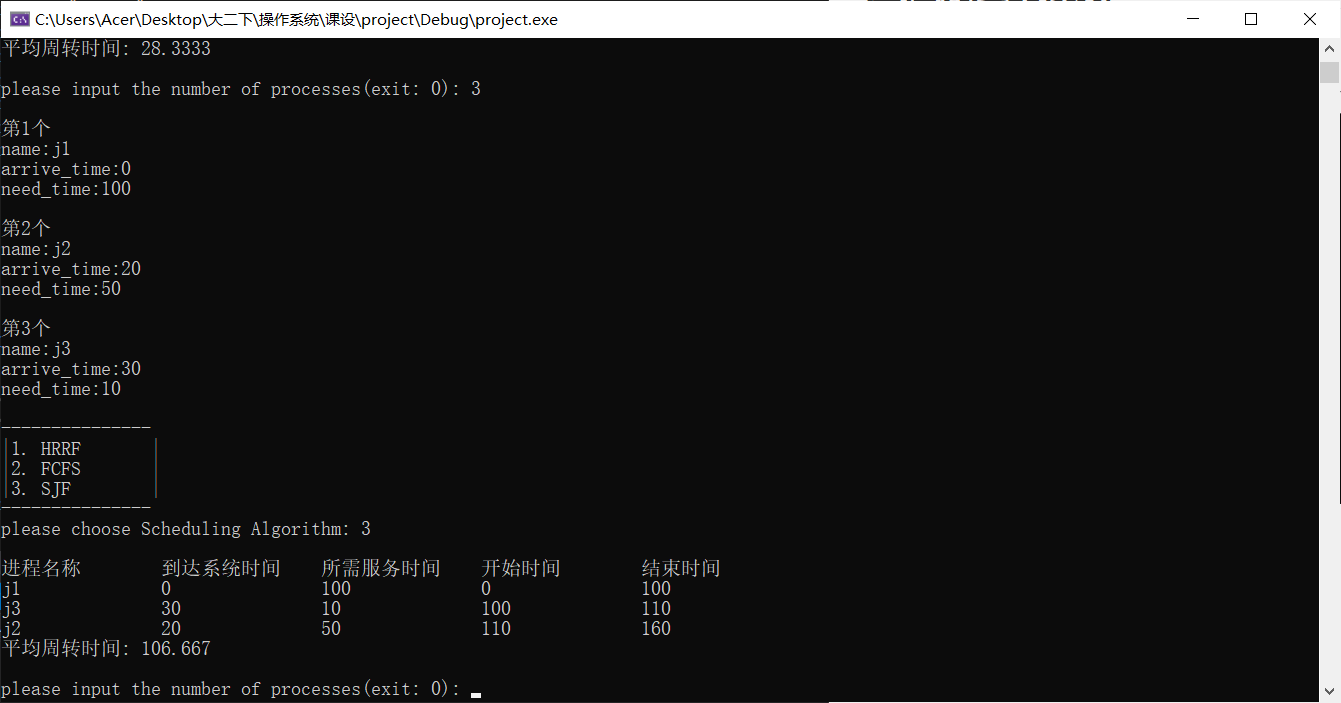 C:\Users\Acer\Desktop\大二下\操作系统\课设\project\Debug\project.exe
平均周转时间: 28.3333
please input the number of processes(exit: 0): 3
第1个
name:j1
arrive_time:0
need_time:100
第2个
name:j2
arrive_time:20
need_time:50
第3个
name:j3
arrive_time:30
need_time:10
---------------
|1. HRRF |
|2. FCFS |
|3. SJF |
---------------
please choose Scheduling Algorithm: 3
进程名称 到达系统时间 所需服务时间 开始时间 结束时间
j1 0 100 0 100
j3 30 10 100 110
j2 20 50 110 160
平均周转时间: 106.667
please input the number of processes(exit: 0):